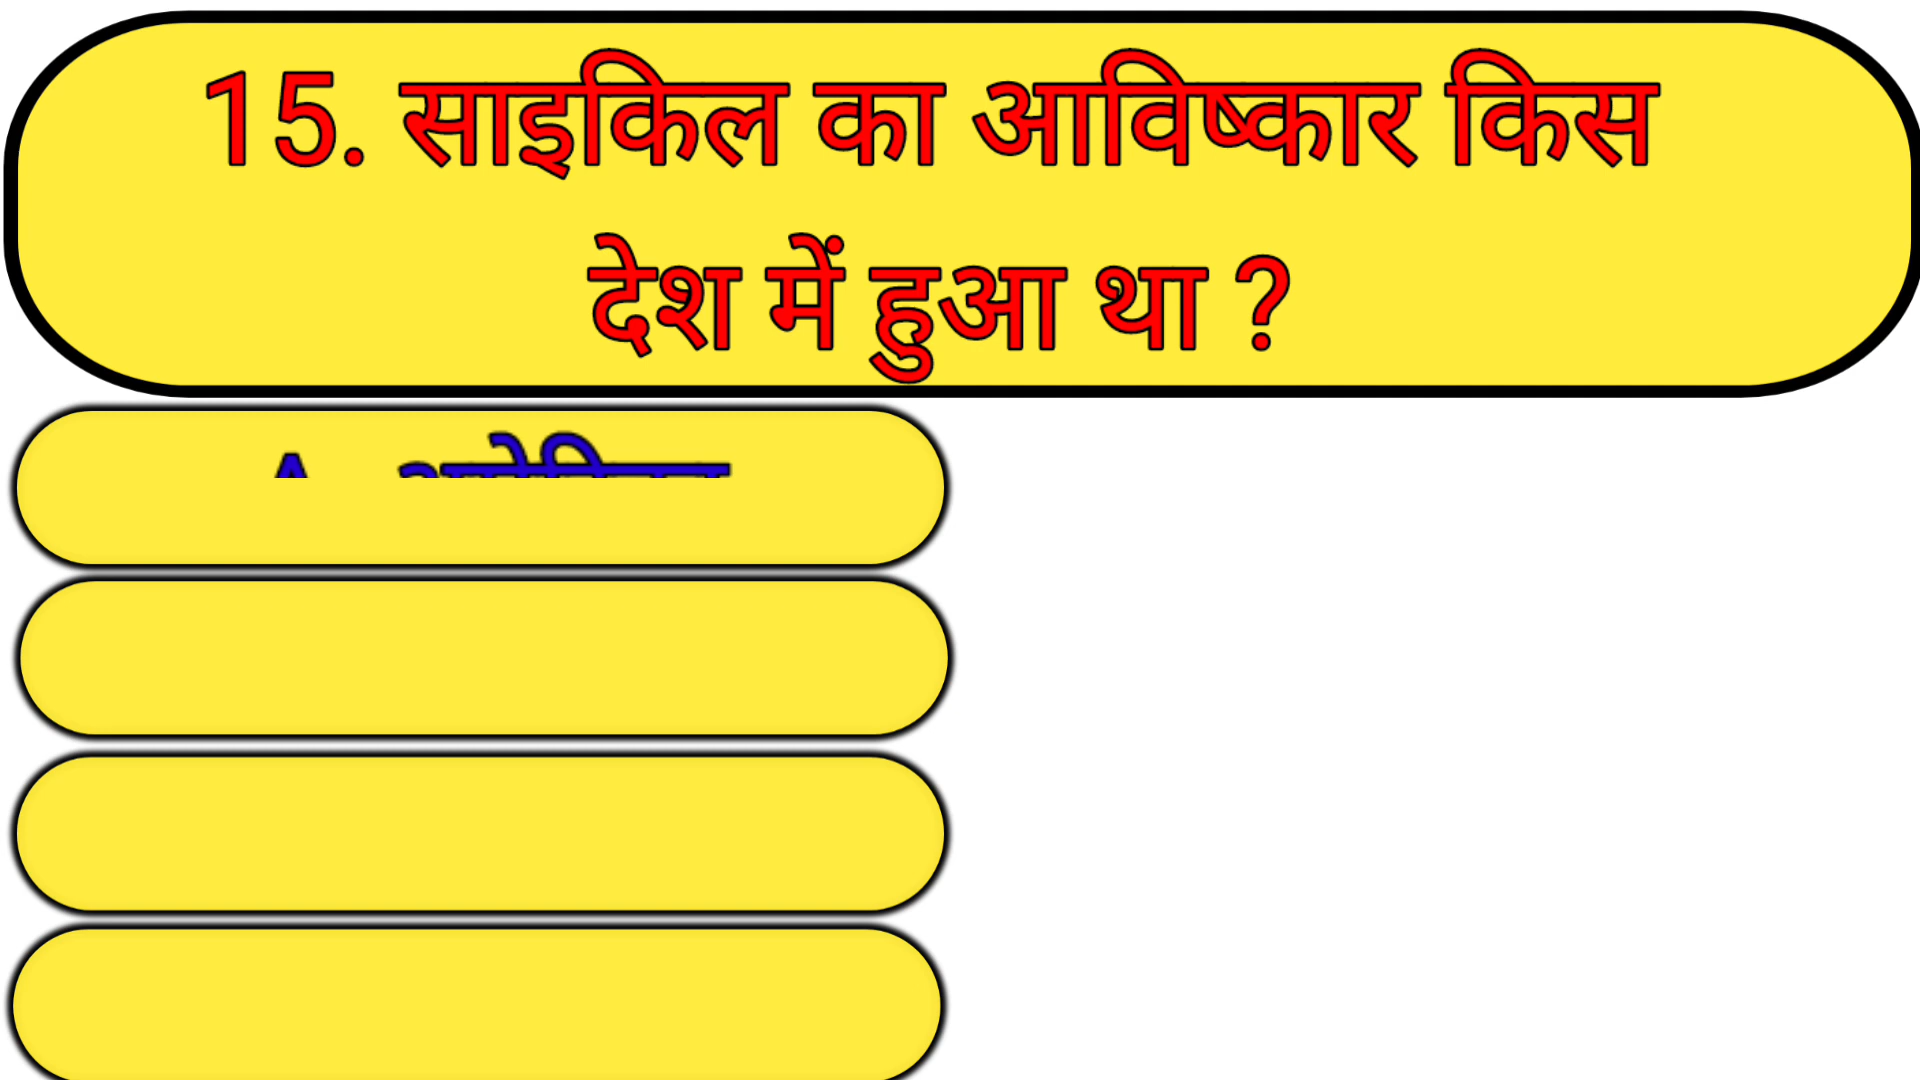 15. साइकिल का आविष्कार किस
देश में हुआ था ?